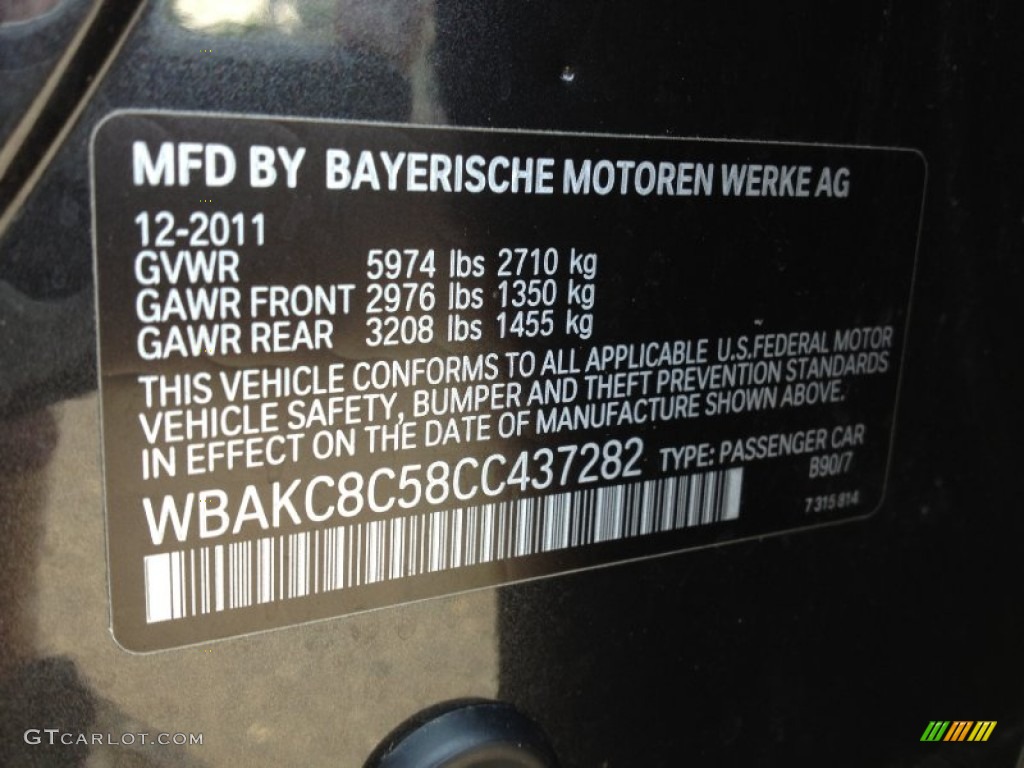 MFD BY BAYERISCHE MOTOREN WERKE AG
12-2011
GVWR 5974 lbs 2710 kg
GAWR FRONT 2976 lbs 1350 kg
GAWR REAR 3208 lbs 1455 kg
THIS VEHICLE CONFORMS TO ALL APPLICABLE U.S.FEDERAL MOTOR
VEHICLE SAFETY, BUMPER AND THEFT PREVENTION STANDARDS
IN EFFECT ON THE DATE OF MANUFACTURE SHOWN ABOVE.
WBAKC8C58CC437282 TYPE: PASSENGER CAR
B90/7
7 315 814
GTCARLOT.COM